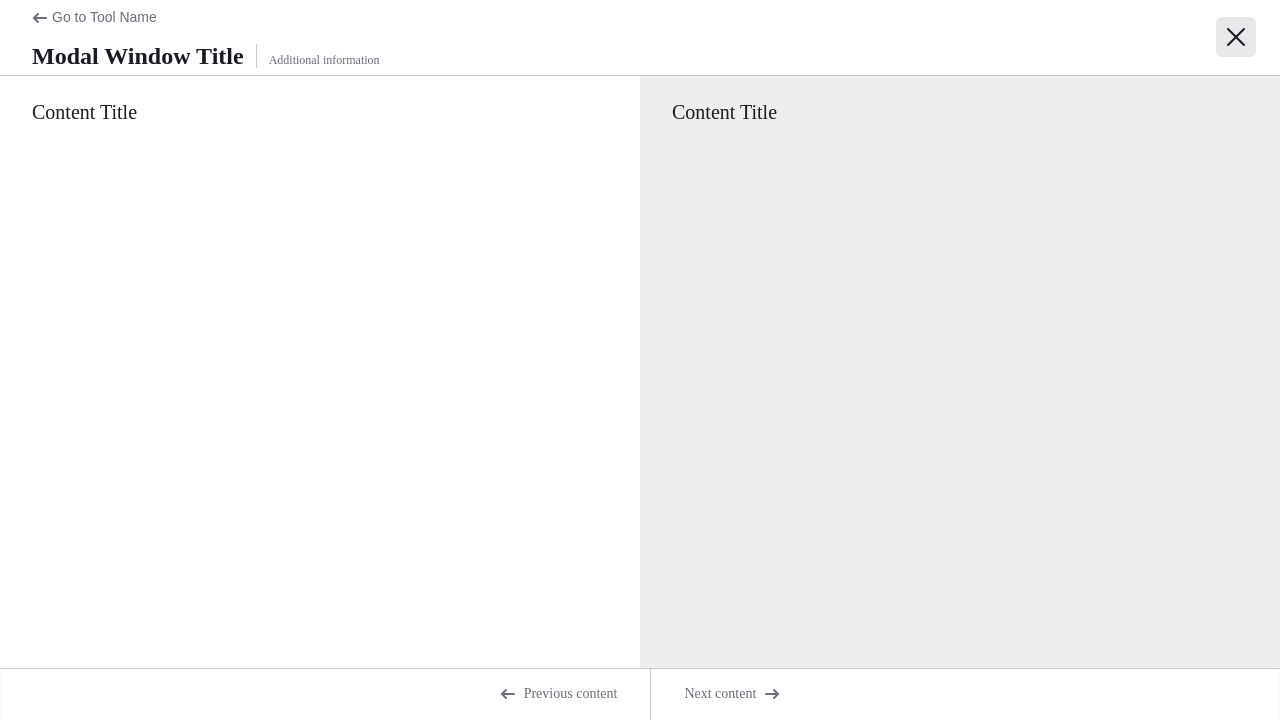 Go to Tool Name
Modal Window Title
Additional information
Content Title
Content Title
Previous content
Next content